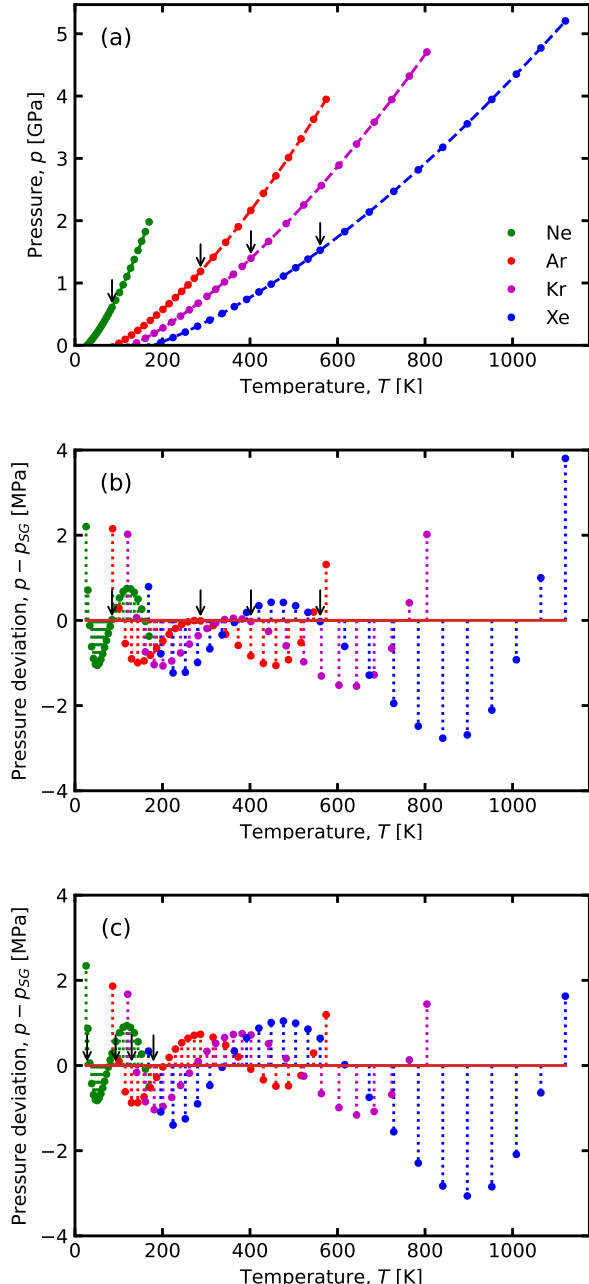 (a)
Pressure, p [GPa]
5
4
3
2
1
0
Ne
Ar
Kr
Xe
0 200 400 600 800 1000
Temperature, T [K]
(b)
Pressure deviation, p − pSG [MPa]
4
2
0
−2
−4
0 200 400 600 800 1000
Temperature, T [K]
(c)
Pressure deviation, p − pSG [MPa]
4
2
0
−2
−4
0 200 400 600 800 1000
Temperature, T [K]